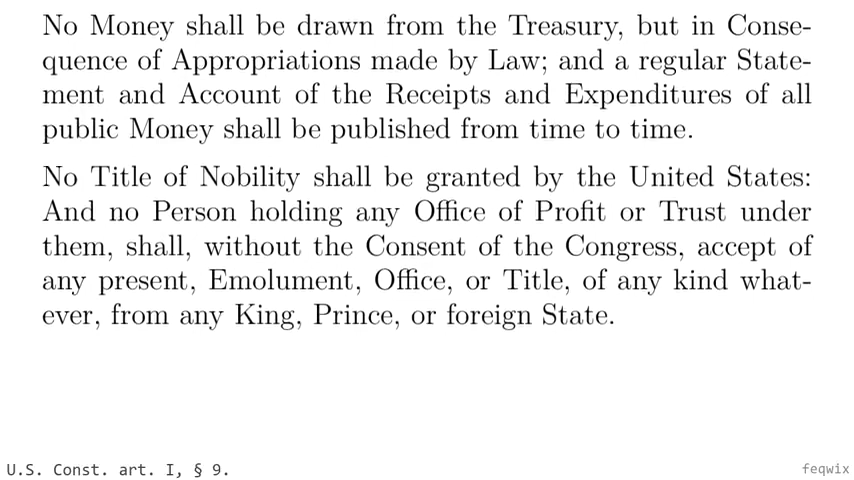 No Money shall be drawn from the Treasury, but in Conse-
quence of Appropriations made by Law; and a regular State-
ment and Account of the Receipts and Expenditures of all
public Money shall be published from time to time.
No Title of Nobility shall be granted by the United States:
And no Person holding any Office of Profit or Trust under
them, shall, without the Consent of the Congress, accept of
any present, Emolument, Office, or Title, of any kind what-
ever, from any King, Prince, or foreign State.
U.S. Const. art. I, § 9.
feqwix